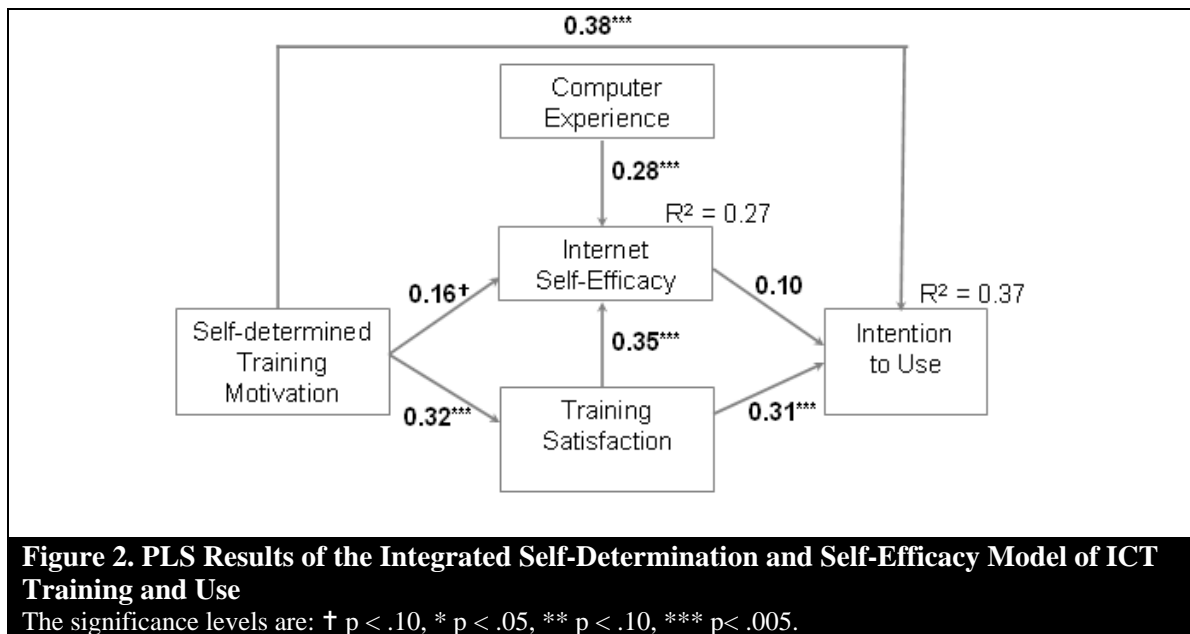 0.38***
Computer
Experience
0.28***
R² = 0.27
Internet
Self-Efficacy
0.16†
0.10
R² = 0.37
Self-determined
Training
Motivation
0.35***
Intention
to Use
0.32***
Training
Satisfaction
0.31***
Figure 2. PLS Results of the Integrated Self-Determination and Self-Efficacy Model of ICT
Training and Use
The significance levels are: † p < .10, * p < .05, ** p < .10, *** p< .005.